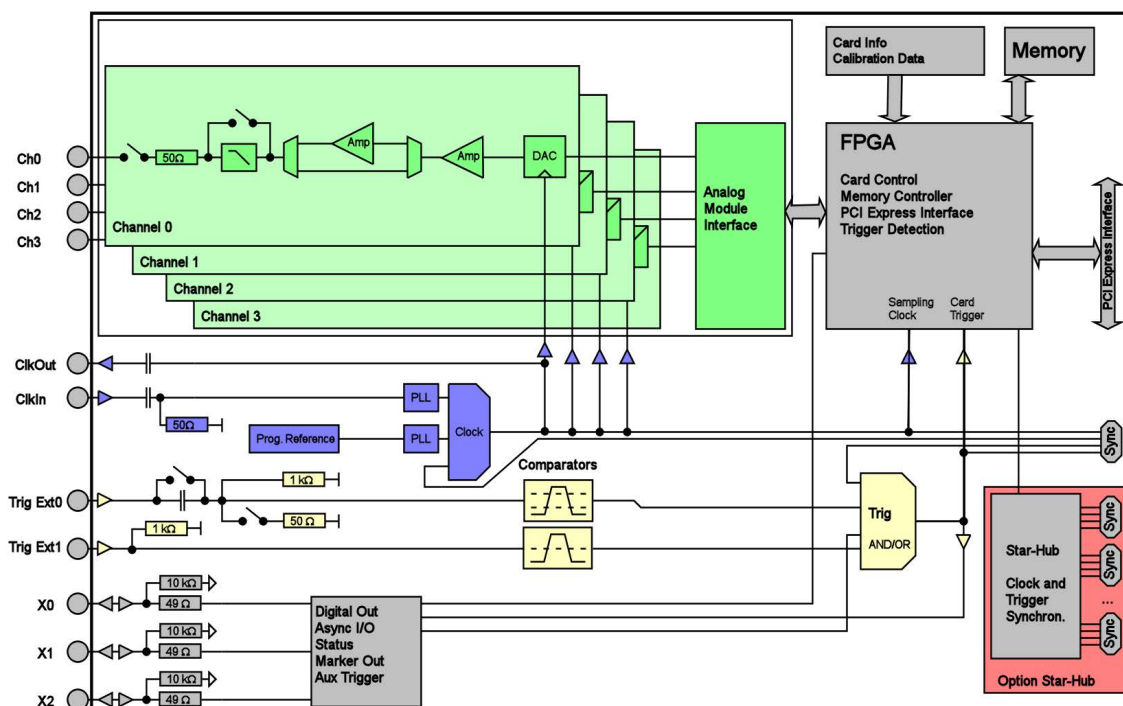 Card Info
Calibration Data
Memory
FPGA
Card Control
Memory Controller
PCI Express Interface
Trigger Detection
Sampling
Clock
Card
Trigger
PCI Express Interface
Analog
Module
Interface
Ch0
Ch1
Ch2
Ch3
50Ω
Amp
Amp
DAC
Channel 0
Channel 1
Channel 2
Channel 3
ClkOut
ClkIn
50Ω
PLL
Prog. Reference
PLL
Clock
Sync
Comparators
Trig Ext0
1 kΩ
50 Ω
Trig Ext1
1 kΩ
Trig
AND/OR
X0
10 kΩ
49 Ω
X1
10 kΩ
49 Ω
X2
10 kΩ
49 Ω
Digital Out
Async I/O
Status
Marker Out
Aux Trigger
Star-Hub
Clock and
Trigger
Synchron.
Sync
Sync
...
Sync
Option Star-Hub